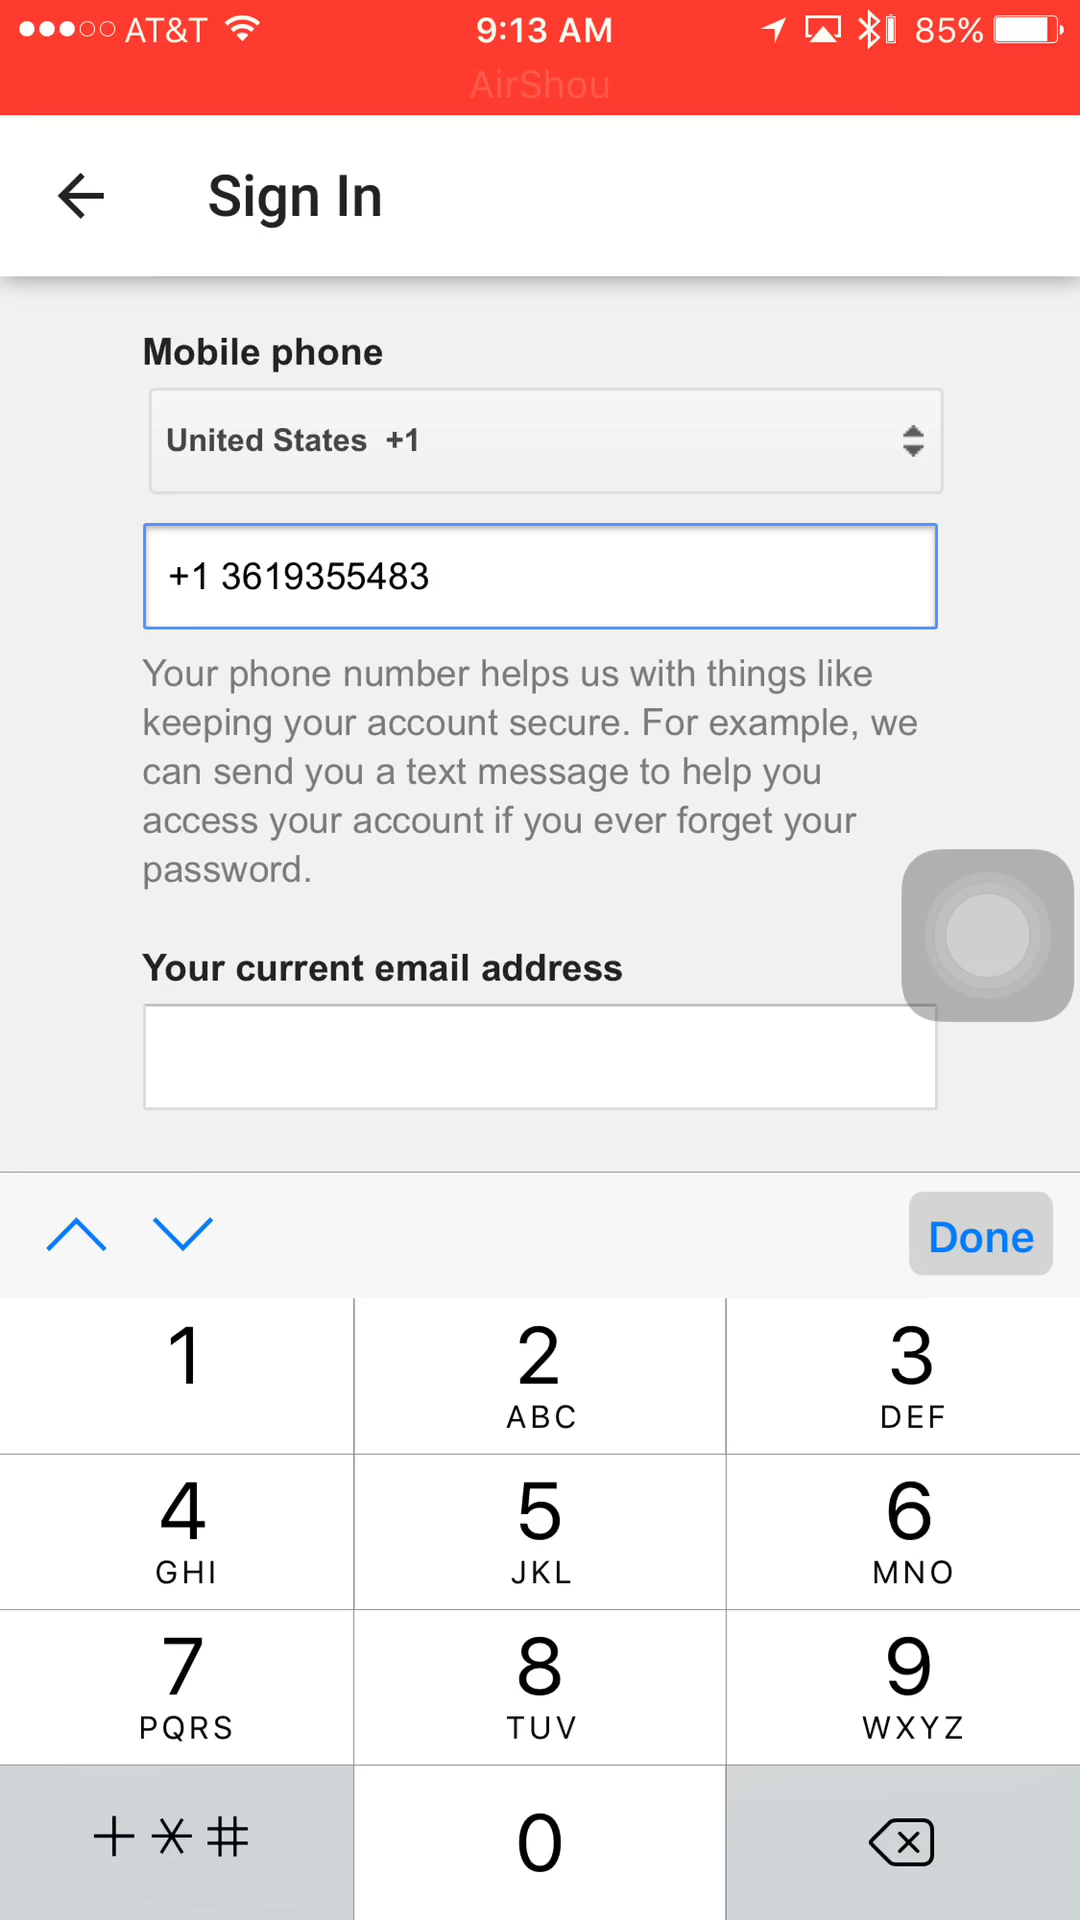 AT&T 9:13 AM 85%
AirShou
Sign In
Mobile phone
United States +1
+1 3619355483
Your phone number helps us with things like
keeping your account secure. For example, we
can send you a text message to help you
access your account if you ever forget your
password.
Your current email address
Done
1 2 3
ABC DEF
4 5 6
GHI JKL MNO
7 8 9
PQRS TUV WXYZ
+*# 0